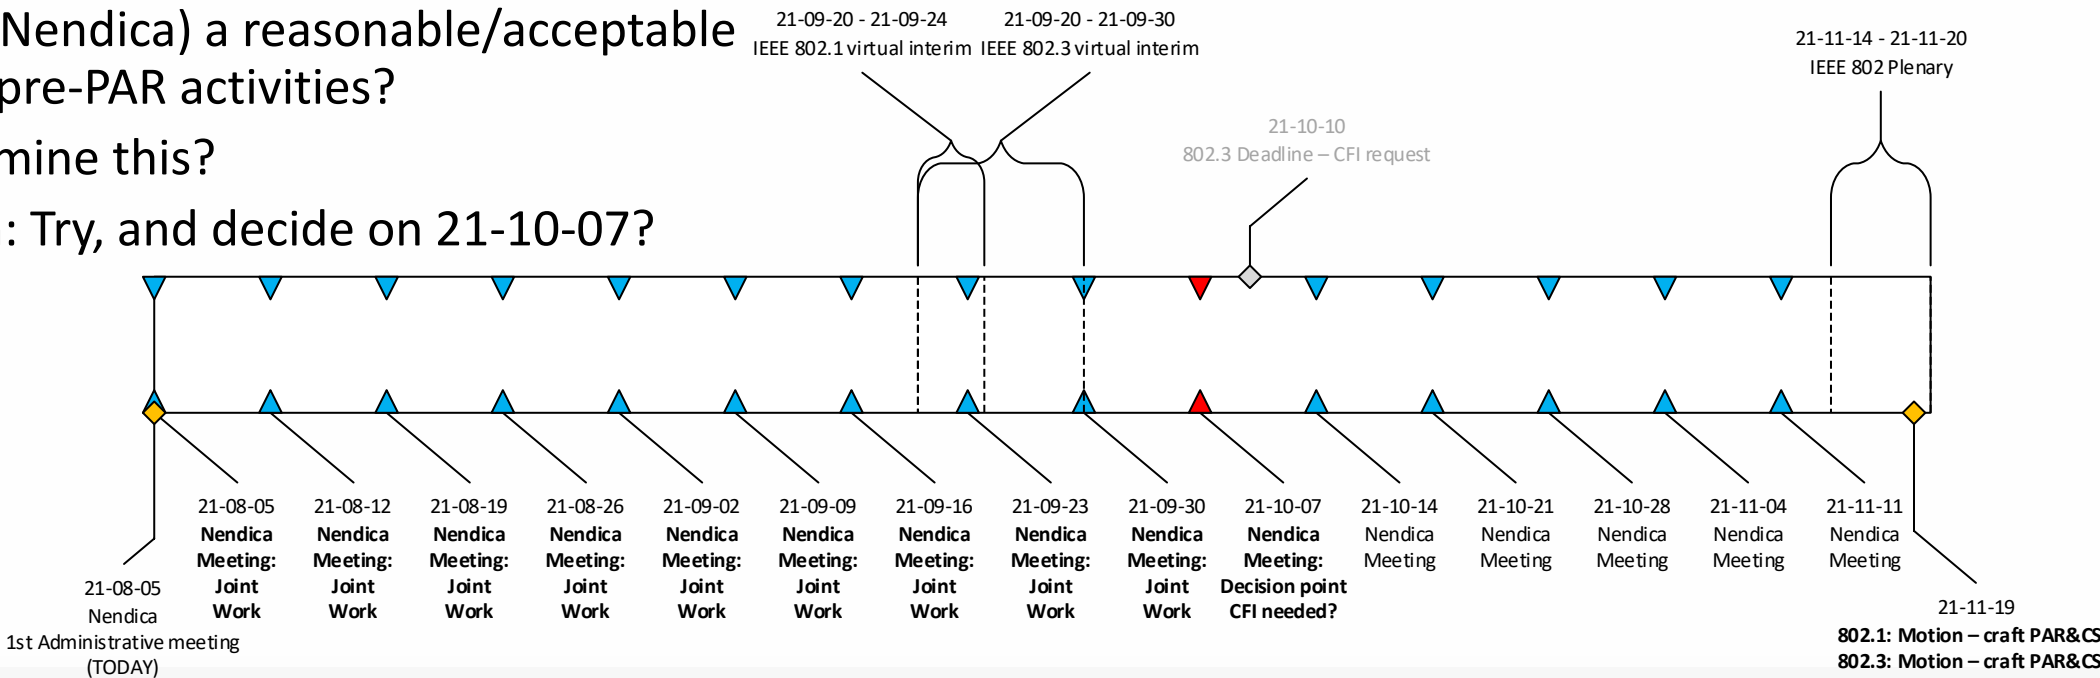 Nendica) a reasonable/acceptable
pre-PAR activities?
mine this?
: Try, and decide on 21-10-07?
21-09-20 - 21-09-24
IEEE 802.1 virtual interim
21-09-20 - 21-09-30
IEEE 802.3 virtual interim
21-10-10
802.3 Deadline – CFI request
21-11-14 - 21-11-20
IEEE 802 Plenary
21-08-05
Nendica
1st Administrative meeting
(TODAY)
21-08-05
Nendica
Meeting:
Joint
Work
21-08-12
Nendica
Meeting:
Joint
Work
21-08-19
Nendica
Meeting:
Joint
Work
21-08-26
Nendica
Meeting:
Joint
Work
21-09-02
Nendica
Meeting:
Joint
Work
21-09-09
Nendica
Meeting:
Joint
Work
21-09-16
Nendica
Meeting:
Joint
Work
21-09-23
Nendica
Meeting:
Joint
Work
21-09-30
Nendica
Meeting:
Joint
Work
21-10-07
Nendica
Meeting:
Decision point
CFI needed?
21-10-14
Nendica
Meeting
21-10-21
Nendica
Meeting
21-10-28
Nendica
Meeting
21-11-04
Nendica
Meeting
21-11-11
Nendica
Meeting
21-11-19
802.1: Motion – craft PAR&CS
802.3: Motion – craft PAR&CS